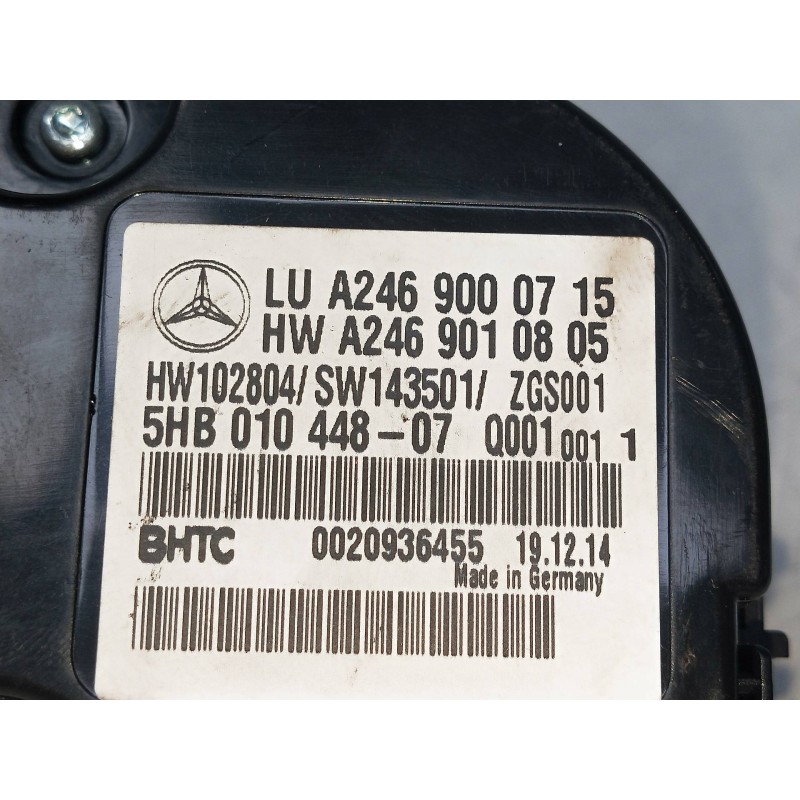 LU A246 900 07 15
HW A246 901 08 05
HW102804/ SW143501/ ZGS001
5HB 010 448-07 Q001 001 1
BHTC 0020936455 19.12.14
Made in Germany